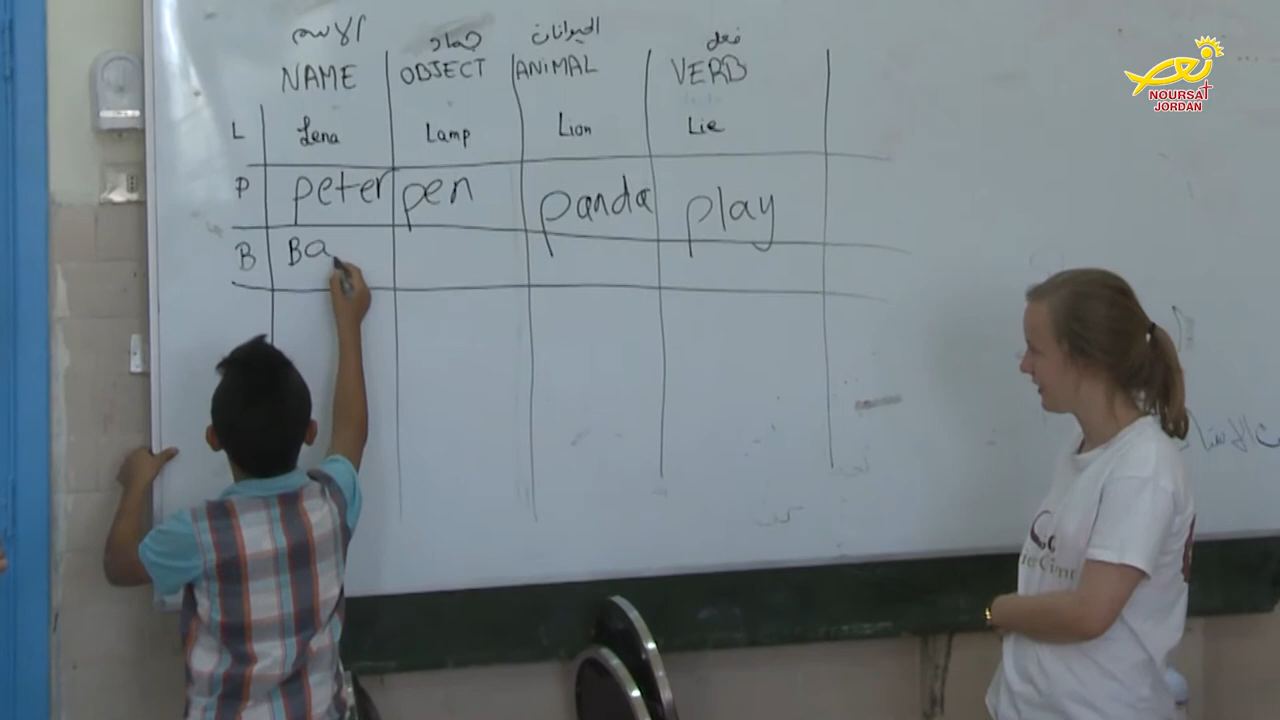 الاسم جماد الحيوانات فعل
NAME OBJECT ANIMAL VERB
L Lena Lamp Lion Lie
P peter pen panda play
B Ba
نعم
NOURSAT
JORDAN